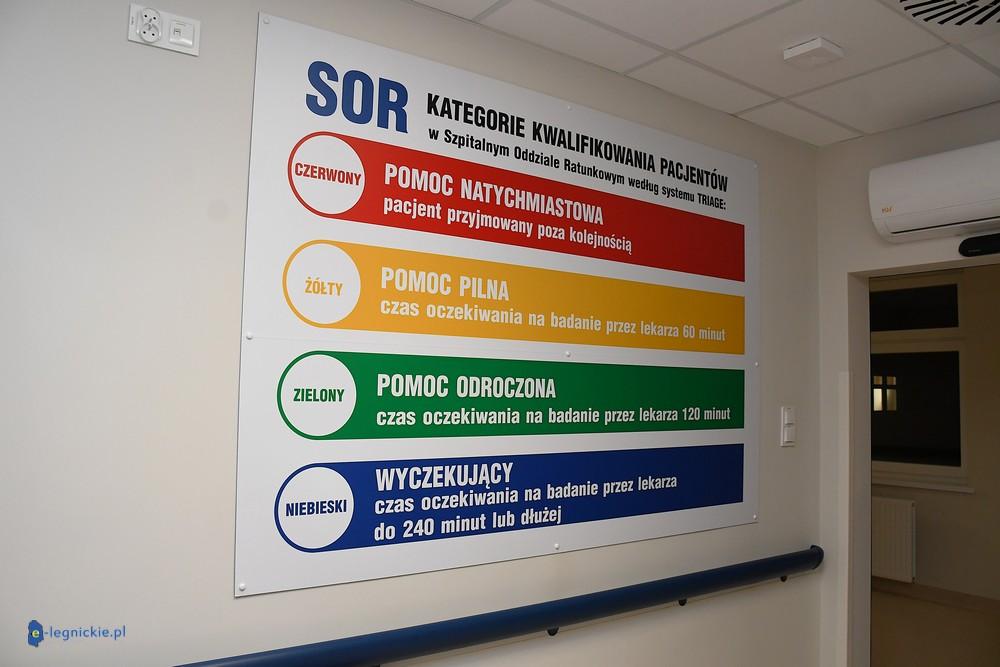 SOR
KATEGORIE KWALIFIKOWANIA PACJENTÓW
w Szpitalnym Oddziale Ratunkowym według systemu TRIAGE:
CZERWONY
POMOC NATYCHMIASTOWA
pacjent przyjmowany poza kolejnością
ŻÓŁTY
POMOC PILNA
czas oczekiwania na badanie przez lekarza 60 minut
ZIELONY
POMOC ODROCZONA
czas oczekiwania na badanie przez lekarza 120 minut
NIEBIESKI
WYCZEKUJĄCY
czas oczekiwania na badanie przez lekarza
do 240 minut lub dłużej
e-legnickie.pl